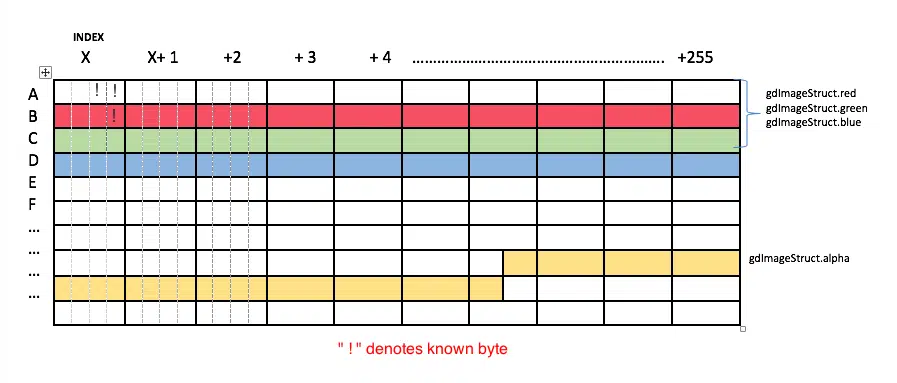 INDEX
X X+ 1 +2 + 3 + 4 ............................................................ +255
A ! !
B !
C
D
E
F
...
...
...
gdImageStruct.red
gdImageStruct.green
gdImageStruct.blue
gdImageStruct.alpha
" ! " denotes known byte